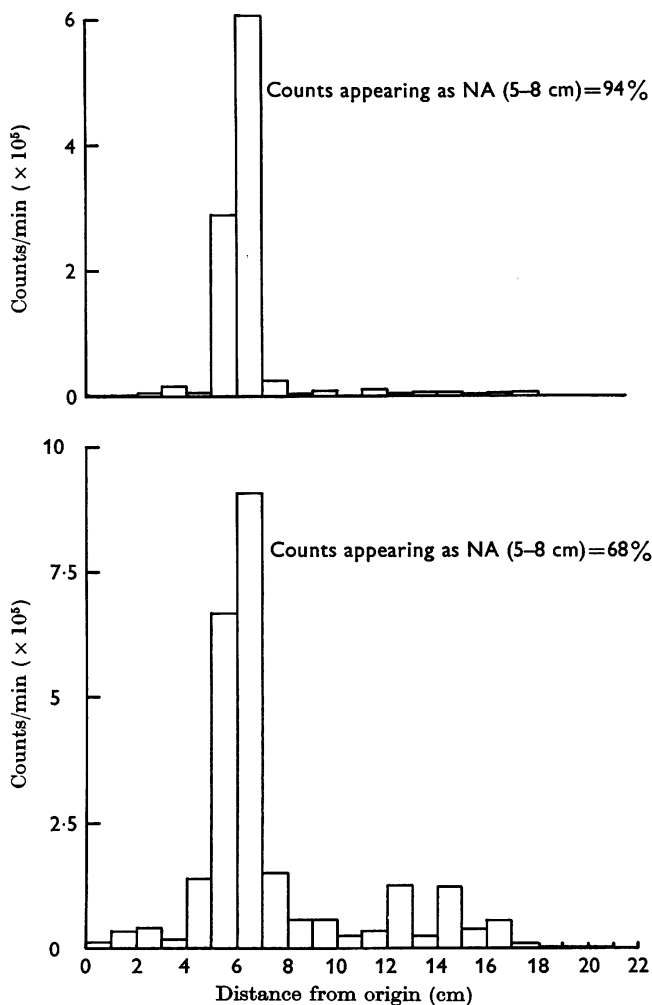 6
Counts appearing as NA (5–8 cm)=94%
4
2
0
Counts/min ( × 10⁵)
10
Counts appearing as NA (5–8 cm)=68%
7·5
5
2·5
0
Counts/min ( × 10⁵)
0 2 4 6 8 10 12 14 16 18 20 22
Distance from origin (cm)